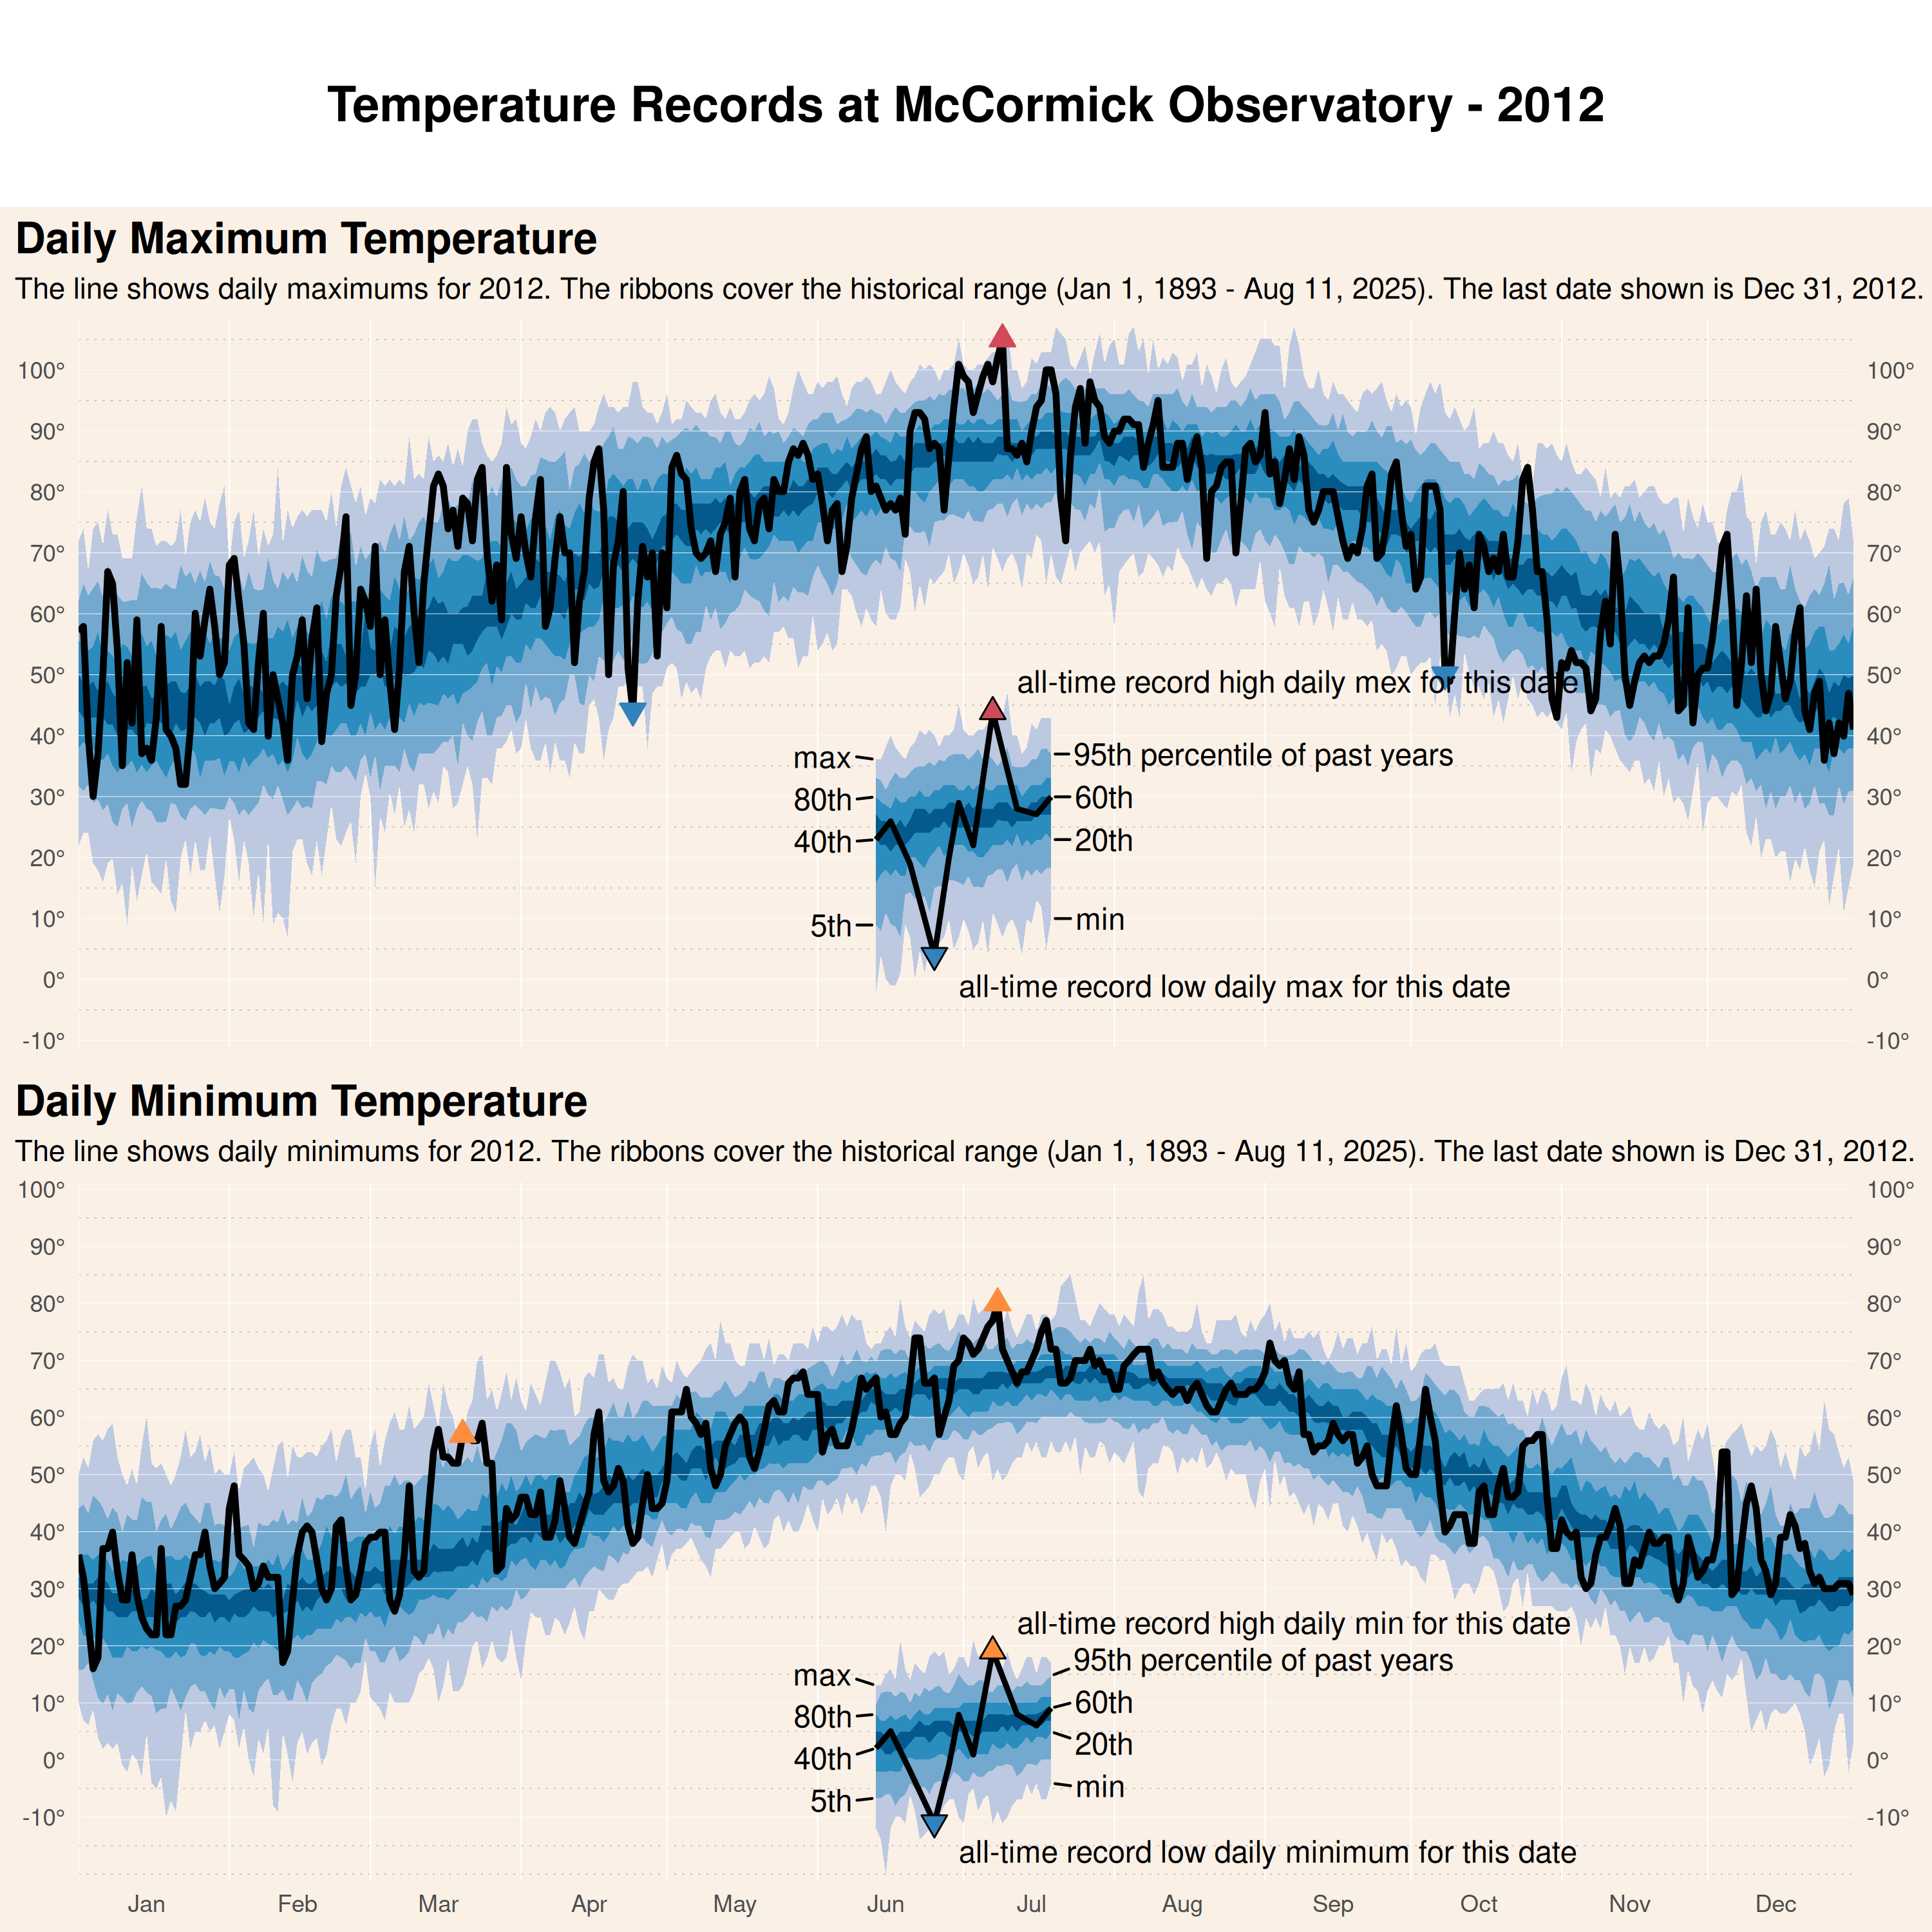 Temperature Records at McCormick Observatory - 2012
Daily Maximum Temperature
The line shows daily maximums for 2012. The ribbons cover the historical range (Jan 1, 1893 - Aug 11, 2025). The last date shown is Dec 31, 2012.
100° 100°
90° 90°
80° 80°
70° 70°
60° 60°
50° all-time record high daily mex for this date 50°
40° 40°
max 95th percentile of past years
30° 80th 60th 30°
40th 20th
20° 20°
10° 5th min 10°
0° all-time record low daily max for this date 0°
-10° -10°
Daily Minimum Temperature
The line shows daily minimums for 2012. The ribbons cover the historical range (Jan 1, 1893 - Aug 11, 2025). The last date shown is Dec 31, 2012.
100° 100°
90° 90°
80° 80°
70° 70°
60° 60°
50° 50°
40° 40°
30° 30°
all-time record high daily min for this date
20° 20°
max 95th percentile of past years
10° 80th 60th 10°
0° 40th 20th 0°
5th min
-10° -10°
all-time record low daily minimum for this date
Jan Feb Mar Apr May Jun Jul Aug Sep Oct Nov Dec